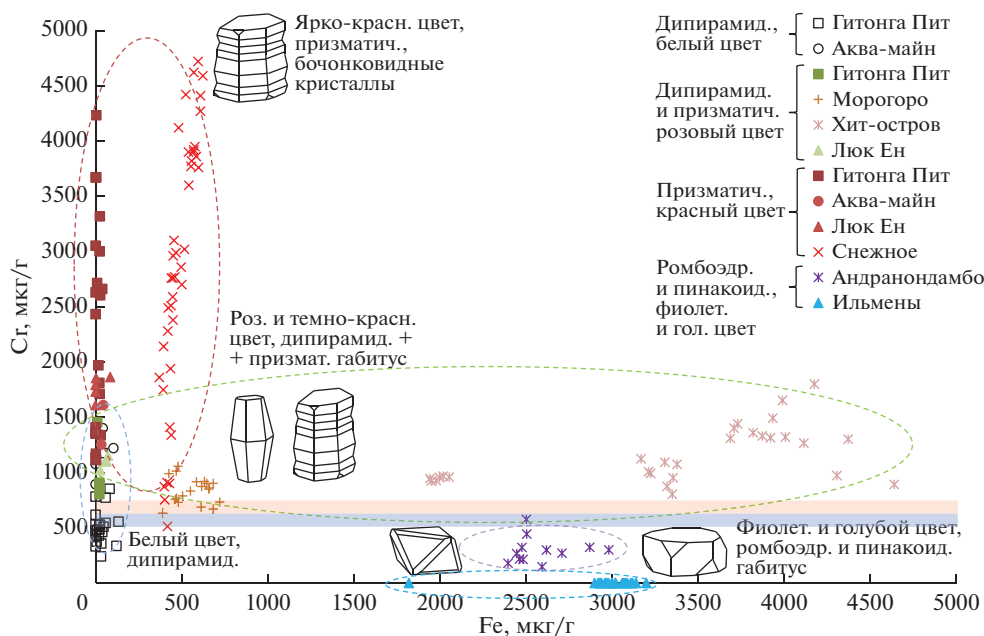 5000
4500
4000
3500
3000
2500
2000
1500
1000
500
Cr, мкг/г
0
500
1000
1500
2000
2500
3000
3500
4000
4500
5000
Fe, мкг/г
Ярко-красн. цвет,
призматич.,
бочонковидные
кристаллы
Роз. и темно-красн.
цвет, дипирамид. +
+ призмат. габитус
Белый цвет,
дипирамид.
Фиолет. и голубой цвет,
ромбоэдр. и пинакоид.
габитус
Дипирамид.,
белый цвет
Гитонга Пит
Аква-майн
Дипирамид.
и призматич.
розовый цвет
Гитонга Пит
Морогоро
Хит-остров
Люк Ен
Призматич.,
красный цвет
Гитонга Пит
Аква-майн
Люк Ен
Снежное
Ромбоэдр.
и пинакоид.,
фиолет.
и гол. цвет
Андранондамбо
Ильмены